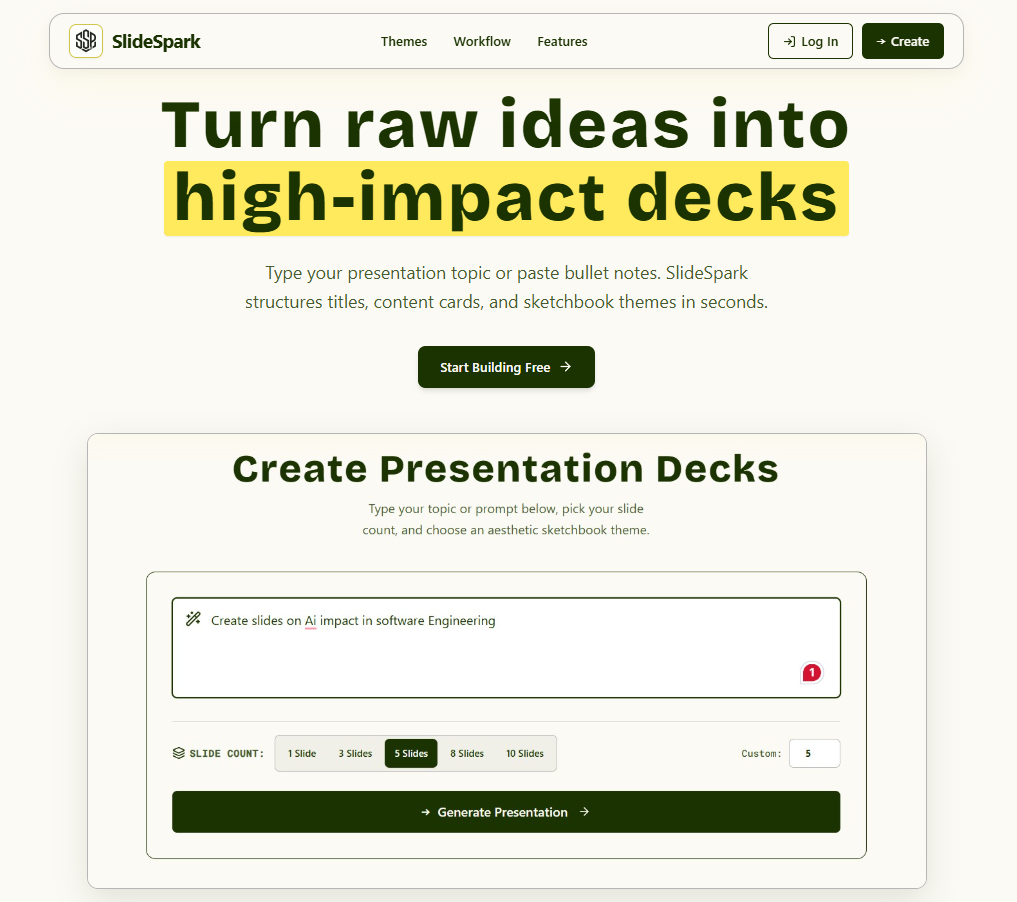 SSB SlideSpark Themes Workflow Features Log In → Create
Turn raw ideas into
high-impact decks
Type your presentation topic or paste bullet notes. SlideSpark
structures titles, content cards, and sketchbook themes in seconds.
Start Building Free →
Create Presentation Decks
Type your topic or prompt below, pick your slide
count, and choose an aesthetic sketchbook theme.
Create slides on Ai impact in software Engineering
1
SLIDE COUNT: 1 Slide 3 Slides 5 Slides 8 Slides 10 Slides Custom: 5
→ Generate Presentation →